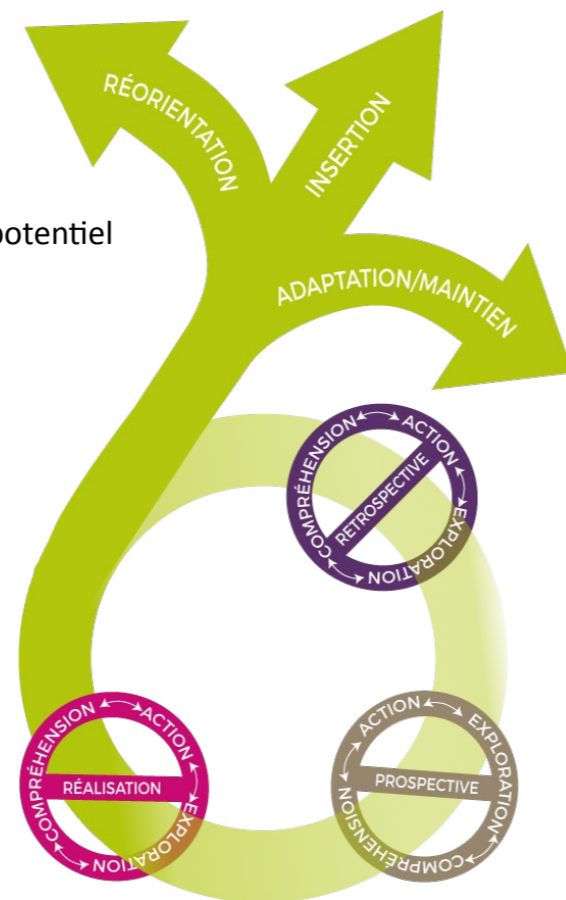 RÉORIENTATION
INSERTION
potentiel
ADAPTATION/MAINTIEN
COMPRÉHENSION
ACTION
EXPLORATION
RETROSPECTIVE
COMPRÉHENSION
ACTION
EXPLORATION
RÉALISATION
ACTION
EXPLORATION
COMPRÉHENSION
PROSPECTIVE